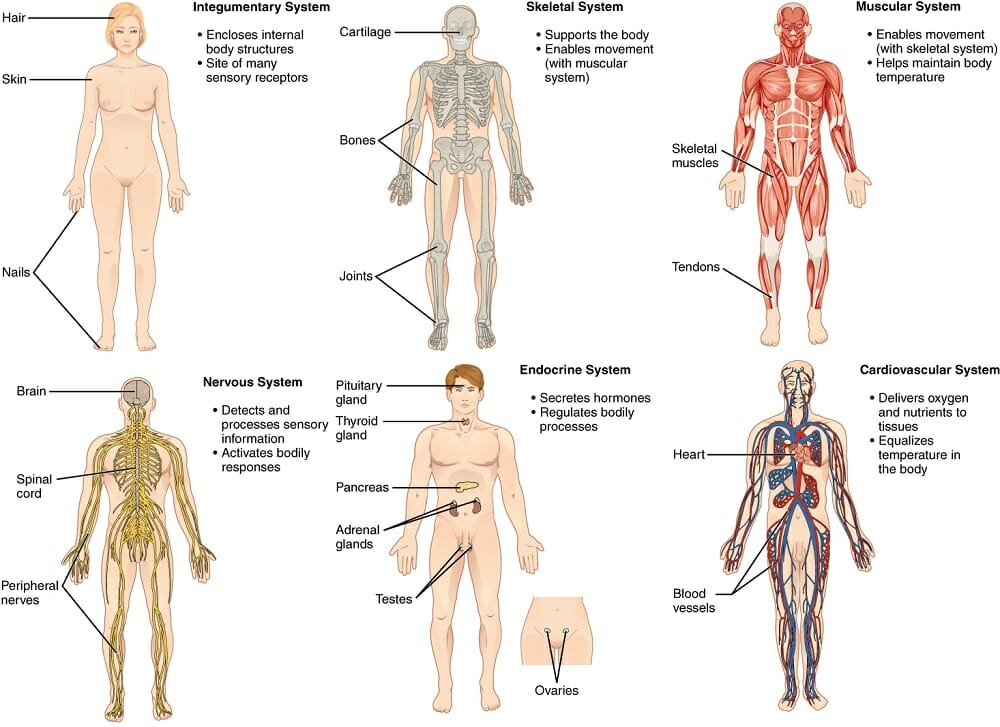 Integumentary System
Hair
• Encloses internal
body structures
• Site of many
sensory receptors
Skin
Nails
Skeletal System
Cartilage
• Supports the body
• Enables movement
(with muscular
system)
Bones
Joints
Muscular System
• Enables movement
(with skeletal system)
• Helps maintain body
temperature
Skeletal
muscles
Tendons
Nervous System
Brain
• Detects and
processes sensory
information
• Activates bodily
responses
Spinal
cord
Peripheral
nerves
Endocrine System
Pituitary
gland
• Secretes hormones
• Regulates bodily
processes
Thyroid
gland
Pancreas
Adrenal
glands
Testes
Ovaries
Cardiovascular System
• Delivers oxygen
and nutrients to
tissues
• Equalizes
temperature in
the body
Heart
Blood
vessels